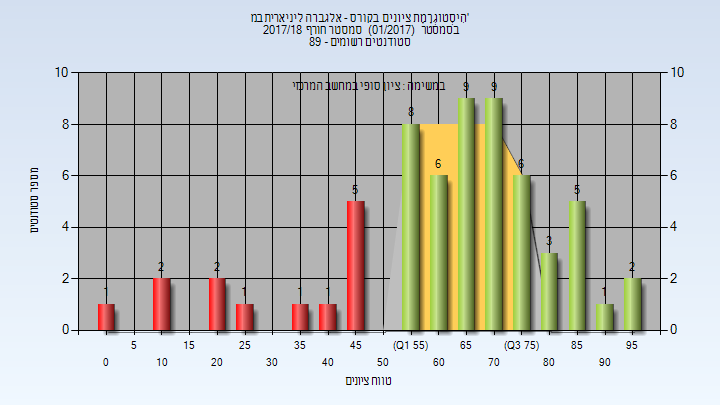 היסטוגרמת ציונים בקורס - אלגברה ליניארית במ'
בסמסטר (01/2017) סמסטר חורף 2017/18
סטודנטים רשומים - 89
במשימה : ציון סופי במחשב המרכזי
מספר סטודנטים
10 10
8 8
6 6
4 4
2 2
0 0
1 2 2 1 1 1 5 8 6 9 9 6 3 5 1 2
5 15 25 35 45 (Q1 55) 65 (Q3 75) 85 95
0 10 20 30 40 50 60 70 80 90
טווח ציונים